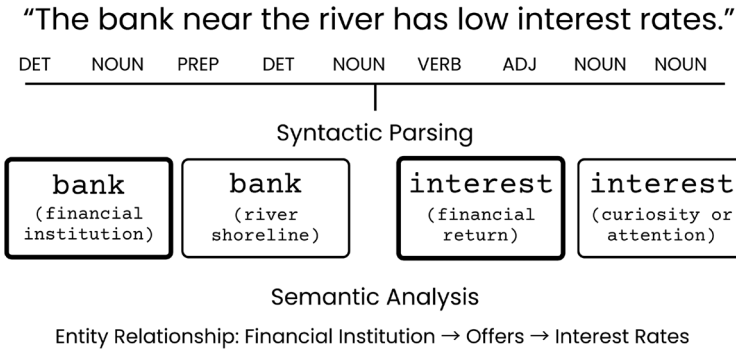 “The bank near the river has low interest rates.”
DET NOUN PREP DET NOUN VERB ADJ NOUN NOUN
Syntactic Parsing
bank
(financial
institution)
bank
(river
shoreline)
interest
(financial
return)
interest
(curiosity or
attention)
Semantic Analysis
Entity Relationship: Financial Institution → Offers → Interest Rates